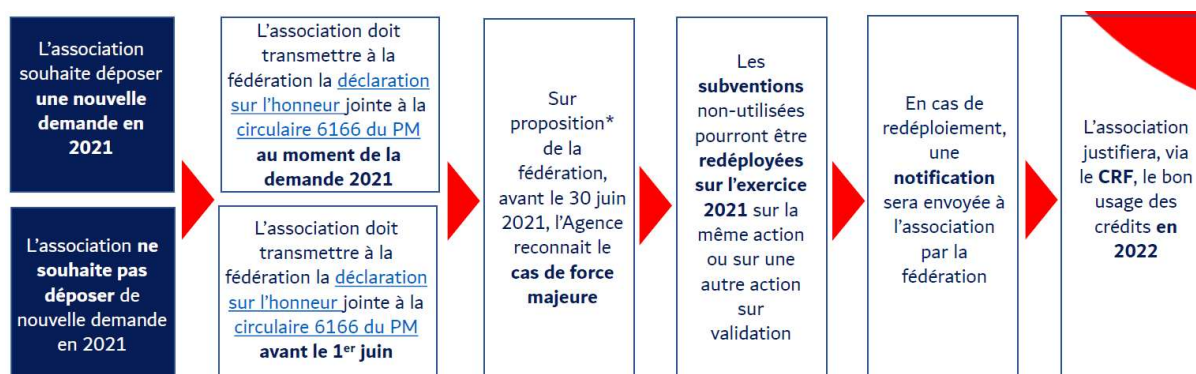 L'association
souhaite déposer
une nouvelle
demande en
2021
L'association ne
souhaite pas
déposer de
nouvelle demande
en 2021
L'association doit
transmettre à la
fédération la déclaration
sur l'honneur jointe à la
circulaire 6166 du PM
au moment de la
demande 2021
L'association doit
transmettre à la
fédération la déclaration
sur l'honneur jointe à la
circulaire 6166 du PM
avant le 1er juin
Sur
proposition*
de la
fédération,
avant le 30 juin
2021, l'Agence
reconnait le
cas de force
majeure
Les
subventions
non-utilisées
pourront être
redéployées
sur l'exercice
2021 sur la
même action
ou sur une
autre action
sur
validation
En cas de
redéploiement,
une
notification
sera envoyée à
l'association
par la
fédération
L'association
justifiera, via
le CRF, le bon
usage des
crédits en
2022